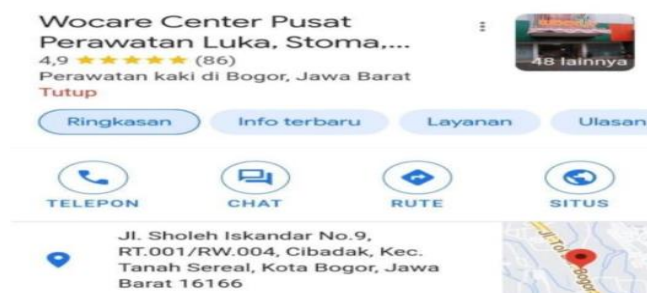 Wocare Center Pusat
Perawatan Luka, Stoma,...
4,9 ★★★★★ (86)
Perawatan kaki di Bogor, Jawa Barat
Tutup
48 lainnya
Ringkasan
Info terbaru
Layanan
Ulasan
TELEPON
CHAT
RUTE
SITUS
Jl. Sholeh Iskandar No.9,
RT.001/RW.004, Cibadak, Kec.
Tanah Sereal, Kota Bogor, Jawa
Barat 16166